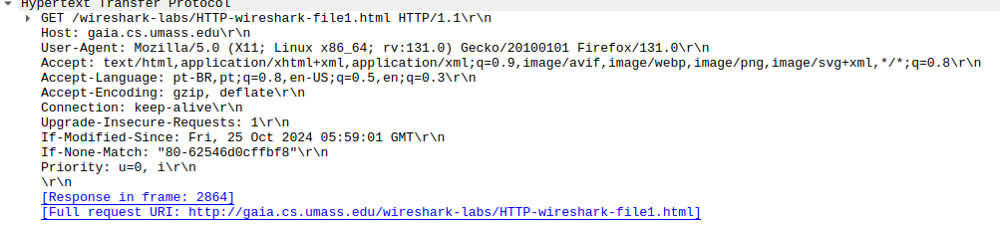 Hypertext Transfer Protocol
GET /wireshark-labs/HTTP-wireshark-file1.html HTTP/1.1\r\n
Host: gaia.cs.umass.edu\r\n
User-Agent: Mozilla/5.0 (X11; Linux x86_64; rv:131.0) Gecko/20100101 Firefox/131.0\r\n
Accept: text/html,application/xhtml+xml,application/xml;q=0.9,image/avif,image/webp,image/png,image/svg+xml,*/*;q=0.8\r\n
Accept-Language: pt-BR,pt;q=0.8,en-US;q=0.5,en;q=0.3\r\n
Accept-Encoding: gzip, deflate\r\n
Connection: keep-alive\r\n
Upgrade-Insecure-Requests: 1\r\n
If-Modified-Since: Fri, 25 Oct 2024 05:59:01 GMT\r\n
If-None-Match: "80-62546d0cffbf8"\r\n
Priority: u=0, i\r\n
\r\n
[Response in frame: 2864]
[Full request URI: http://gaia.cs.umass.edu/wireshark-labs/HTTP-wireshark-file1.html]